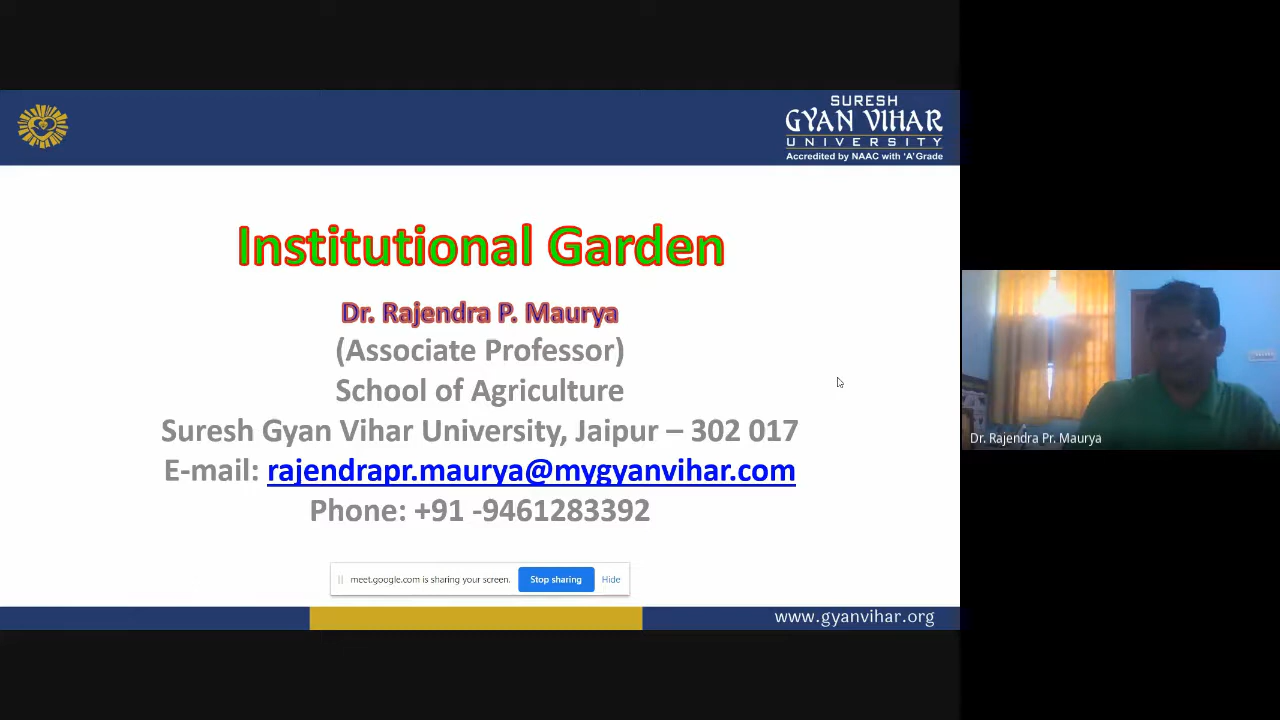 SURESH
GYAN VIHAR
UNIVERSITY
Accredited by NAAC with 'A' Grade
Institutional Garden
Dr. Rajendra P. Maurya
(Associate Professor)
School of Agriculture
Suresh Gyan Vihar University, Jaipur – 302 017
E-mail: rajendrapr.maurya@mygyanvihar.com
Phone: +91 -9461283392
meet.google.com is sharing your screen. Stop sharing Hide
www.gyanvihar.org
Dr. Rajendra Pr. Maurya